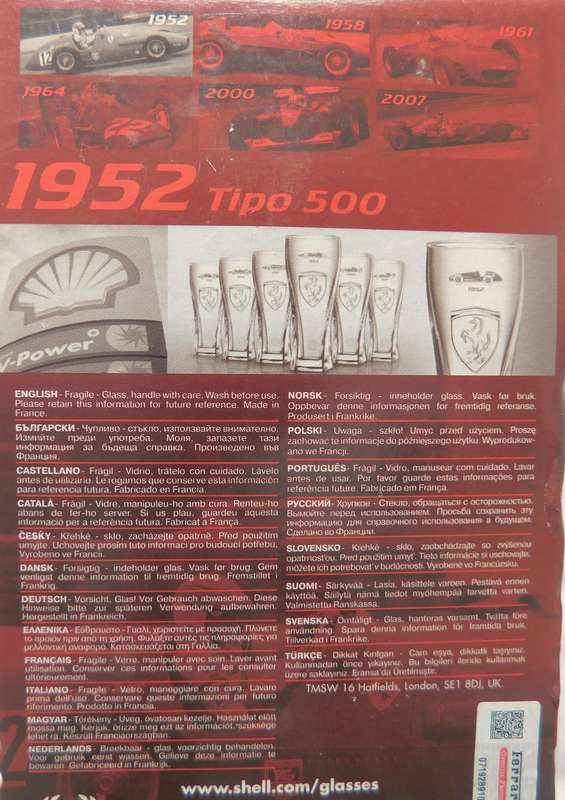 1952
1958
1961
1964
2000
2007
1952 Tipo 500
V-Power
1952
ENGLISH - Fragile - Glass, handle with care. Wash before use.
Please retain this information for future reference. Made in
France.
БЪЛГАРСКИ - Чупливо - стъкло, използвайте внимателно.
Измийте преди употреба. Моля, запазете тази
информация за бъдеща справка. Произведено във
Франция.
CASTELLANO - Frágil - Vidrio, trátelo con cuidado. Lávelo
antes de utilizarlo. Le rogamos que conserve esta información
para referencia futura. Fabricado en Francia.
CATALÀ - Fràgil - Vidre, manipuleu-ho amb cura. Renteu-ho
abans de fer-ho server. Si us plau, guardeu aquesta
informació per a referència futura. Fabricat a França.
ČESKY - Křehké - sklo, zacházejte opatrně. Před použitím
umyjte. Uchovejte prosím tuto informaci pro budoucí potřebu.
Vyrobeno ve Francii.
DANSK - Forsigtig - indeholder glas. Vask før brug. Gem
venligst denne information til fremtidig brug. Fremstillet i
Frankrig.
DEUTSCH - Vorsicht, Glas! Vor Gebrauch abwaschen. Diese
Hinweise bitte zur späteren Verwendung aufbewahren.
Hergestellt in Frankreich.
ΕΛΛΗΝΙΚΑ - Εύθραυστο - Γυαλί, χειριστείτε με προσοχή. Πλύνετε
το προϊόν πριν από τη χρήση. Φυλάξτε αυτές τις πληροφορίες για
μελλοντική αναφορά. Κατασκευάζεται στη Γαλλία.
FRANÇAIS - Fragile - Verre, manipuler avec soin. Laver avant
utilisation. Conserver ces informations pour les consulter
ultérieurement.
ITALIANO - Fragile - Vetro, maneggiare con cura. Lavare
prima dell'uso. Conservare queste informazioni per futuro
riferimento. Prodotto in Francia.
MAGYAR - Törékeny - Üveg, óvatosan kezelje. Használat előtt
mossa meg. Kérjük, őrizze meg ezt az információt, szüksége
lehet rá. Készült Franciaországban.
NEDERLANDS - Breekbaar - glas, voorzichtig behandelen.
Voor gebruik eerst wassen. Gelieve deze informatie te
bewaren. Gefabriceerd in Frankrijk.
NORSK - Forsiktig - inneholder glass. Vask før bruk.
Oppbevar denne informasjonen for fremtidig referanse.
Produsert i Frankrike.
POLSKI - Uwaga - szkło! Umyć przed użyciem. Proszę
zachować te informacje do późniejszego użytku. Wyprodukow-
ano we Francji.
PORTUGUÊS - Frágil - Vidro, manusear com cuidado. Lavar
antes de usar. Por favor guarde estas informações para
referência futura. Fabricado em França.
РУССКИЙ - Хрупкое - Стекло, обращаться с осторожностью.
Вымойте перед использованием. Просьба сохранить эту
информацию для справочного использования в будущем.
Сделано во Франции.
SLOVENSKO - Krehké - sklo, zaobchádzajte so zvýšenou
opatrnosťou. Pred použitím umyť. Tieto informácie si uschovajte,
môžete ich potrebovať v budúcnosti. Vyrobené vo Francúzsku.
SUOMI - Särkyvää - Lasia, käsittele varoen. Pestävä ennen
käyttöä. Säilytä nämä tiedot myöhempää tarvetta varten.
Valmistettu Ranskassa.
SVENSKA - Ömtåligt - Glas, hanteras varsamt. Tvätta före
användning. Spara denna information för framtida bruk.
Tillverkad i Frankrike.
TÜRKÇE - Dikkat Kırılgan - Cam eşya, dikkatli taşıyınız.
Kullanmadan önce yıkayınız. Bu bilgileri ileride kullanmak
üzere saklayınız. Fransa'da Üretilmiştir.
TMSW 16 Hatfields, London, SE1 8DJ, UK.
www.shell.com/glasses